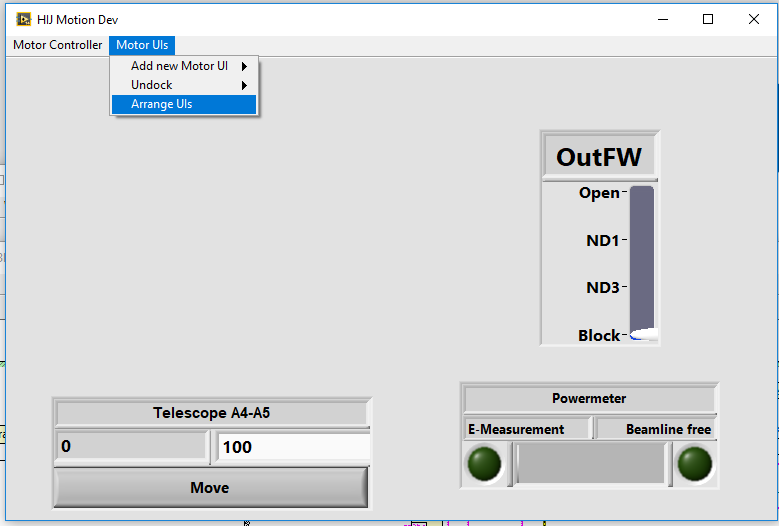 HIJ Motion Dev
Motor Controller Motor UIs
Add new Motor UI
Undock
Arrange UIs
OutFW
Open
ND1
ND3
Block
Telescope A4-A5
0 100
Move
Powermeter
E-Measurement Beamline free